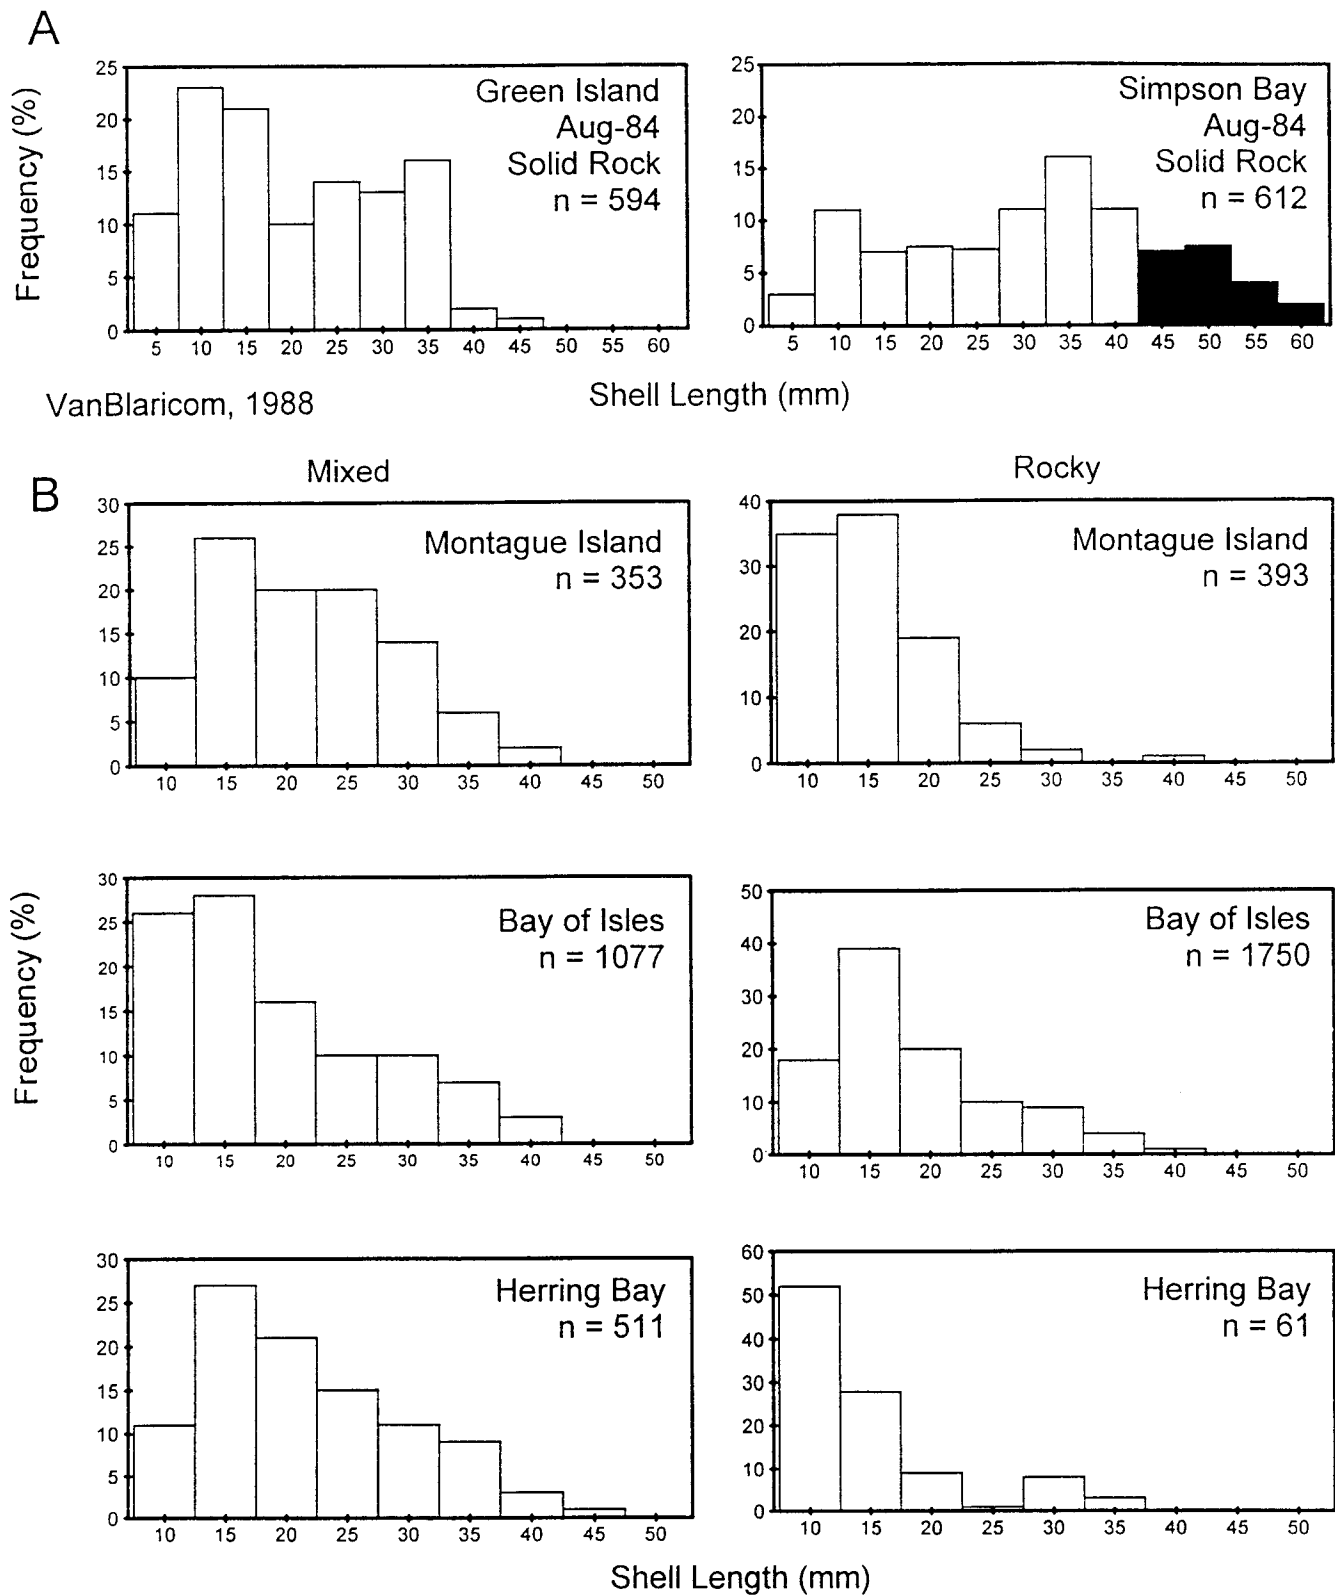 A
Frequency (%)
25
20
15
10
5
0
Green Island
Aug-84
Solid Rock
n = 594
5 10 15 20 25 30 35 40 45 50 55 60
25
20
15
10
5
0
Simpson Bay
Aug-84
Solid Rock
n = 612
5 10 15 20 25 30 35 40 45 50 55 60
VanBlaricom, 1988
Shell Length (mm)
B
Mixed
Rocky
30
25
20
15
10
5
0
Montague Island
n = 353
10 15 20 25 30 35 40 45 50
40
30
20
10
0
Montague Island
n = 393
10 15 20 25 30 35 40 45 50
Frequency (%)
30
25
20
15
10
5
0
Bay of Isles
n = 1077
10 15 20 25 30 35 40 45 50
50
40
30
20
10
0
Bay of Isles
n = 1750
10 15 20 25 30 35 40 45 50
30
25
20
15
10
5
0
Herring Bay
n = 511
10 15 20 25 30 35 40 45 50
60
50
40
30
20
10
0
Herring Bay
n = 61
10 15 20 25 30 35 40 45 50
Shell Length (mm)